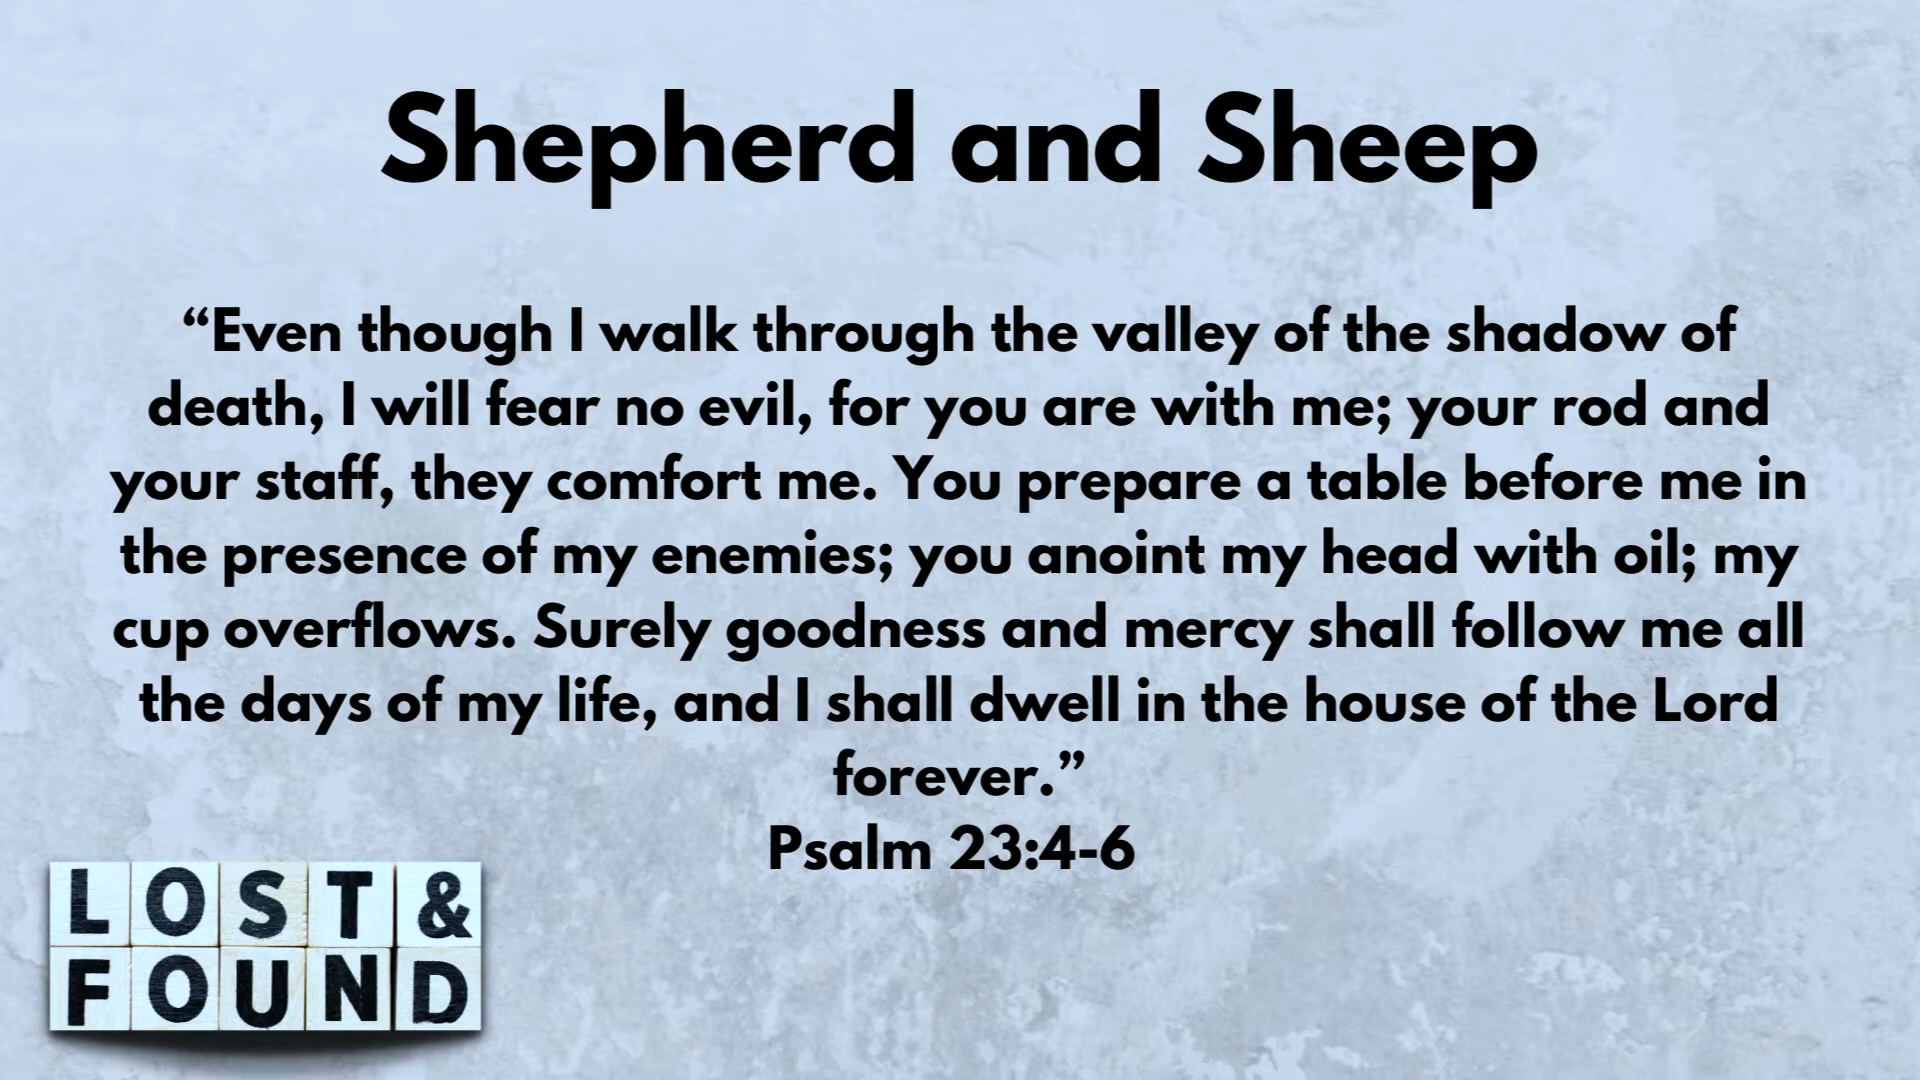 Shepherd and Sheep
“Even though I walk through the valley of the shadow of
death, I will fear no evil, for you are with me; your rod and
your staff, they comfort me. You prepare a table before me in
the presence of my enemies; you anoint my head with oil; my
cup overflows. Surely goodness and mercy shall follow me all
the days of my life, and I shall dwell in the house of the Lord
forever.”
Psalm 23:4-6
LOST &
FOUND